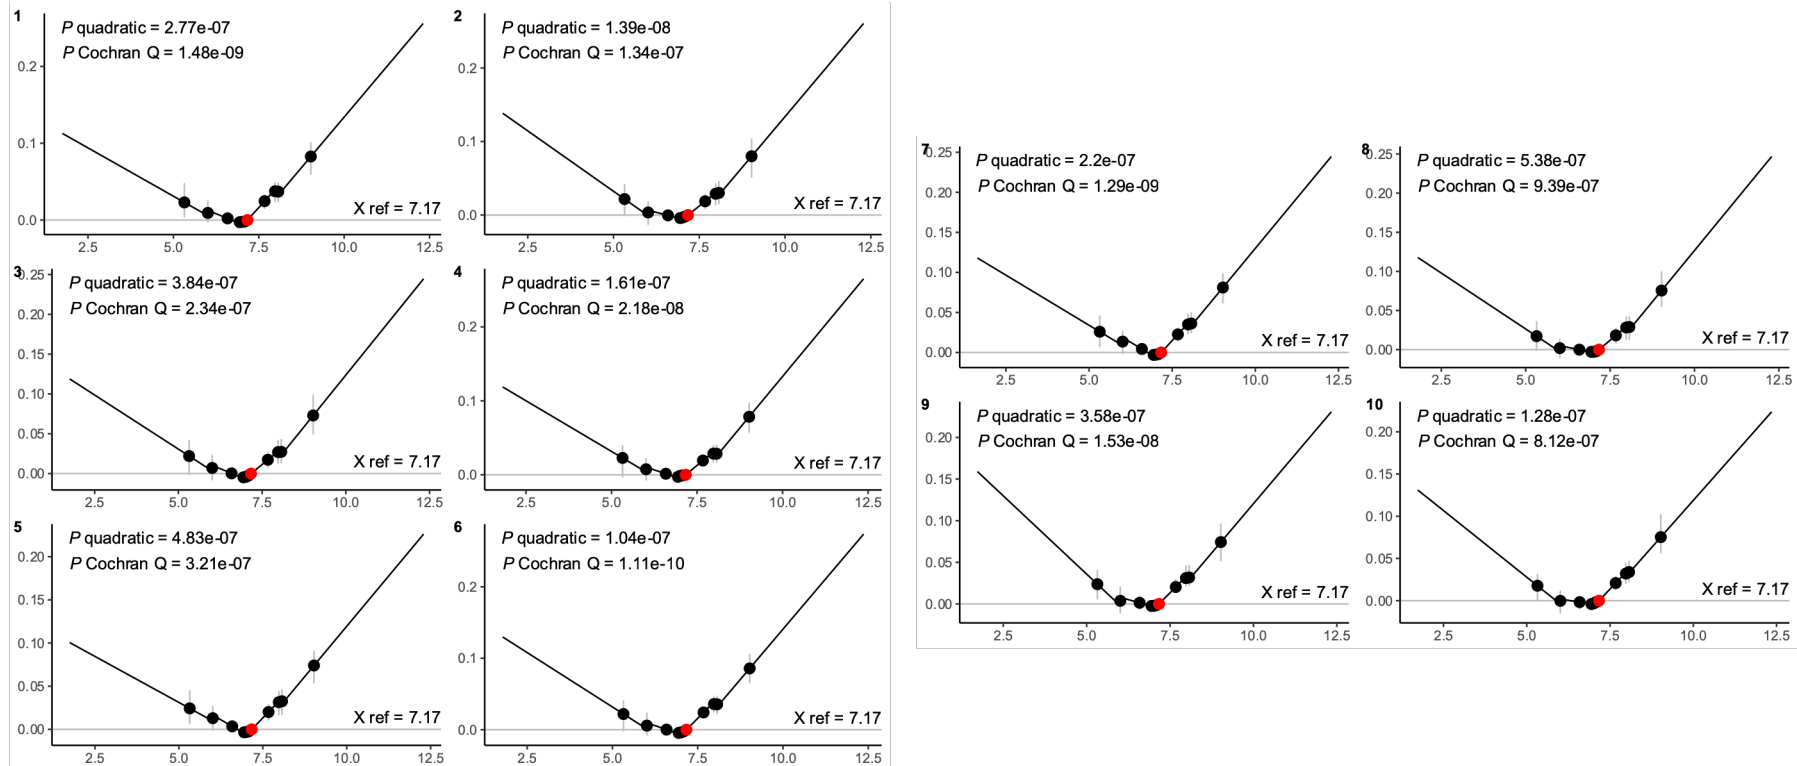 1
P quadratic = 2.77e-07
P Cochran Q = 1.48e-09
0.2
0.1
0.0
X ref = 7.17
2.5 5.0 7.5 10.0 12.5
2
P quadratic = 1.39e-08
P Cochran Q = 1.34e-07
0.2
0.1
0.0
X ref = 7.17
2.5 5.0 7.5 10.0 12.5
3
P quadratic = 3.84e-07
P Cochran Q = 2.34e-07
0.25
0.20
0.15
0.10
0.05
0.00
X ref = 7.17
2.5 5.0 7.5 10.0 12.5
4
P quadratic = 1.61e-07
P Cochran Q = 2.18e-08
0.2
0.1
0.0
X ref = 7.17
2.5 5.0 7.5 10.0 12.5
5
P quadratic = 4.83e-07
P Cochran Q = 3.21e-07
0.20
0.15
0.10
0.05
0.00
X ref = 7.17
2.5 5.0 7.5 10.0 12.5
6
P quadratic = 1.04e-07
P Cochran Q = 1.11e-10
0.2
0.1
0.0
X ref = 7.17
2.5 5.0 7.5 10.0 12.5
7
P quadratic = 2.2e-07
P Cochran Q = 1.29e-09
0.25
0.20
0.15
0.10
0.05
0.00
X ref = 7.17
2.5 5.0 7.5 10.0 12.5
8
P quadratic = 5.38e-07
P Cochran Q = 9.39e-07
0.25
0.20
0.15
0.10
0.05
0.00
X ref = 7.17
2.5 5.0 7.5 10.0 12.5
9
P quadratic = 3.58e-07
P Cochran Q = 1.53e-08
0.20
0.15
0.10
0.05
0.00
X ref = 7.17
2.5 5.0 7.5 10.0 12.5
10
P quadratic = 1.28e-07
P Cochran Q = 8.12e-07
0.20
0.15
0.10
0.05
0.00
X ref = 7.17
2.5 5.0 7.5 10.0 12.5